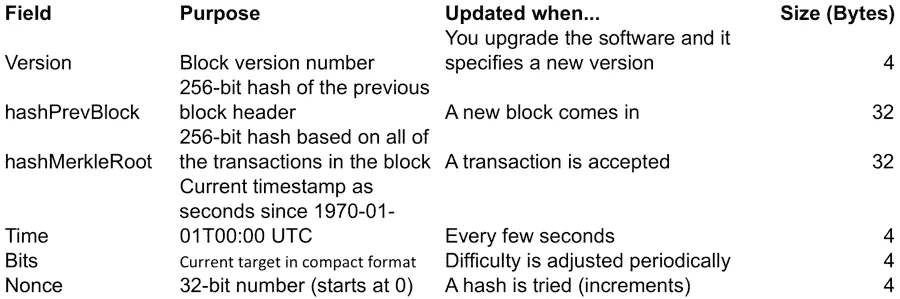 Field Purpose Updated when... Size (Bytes)
You upgrade the software and it
Version Block version number specifies a new version 4
256-bit hash of the previous
hashPrevBlock block header A new block comes in 32
256-bit hash based on all of
hashMerkleRoot the transactions in the block A transaction is accepted 32
Current timestamp as
seconds since 1970-01-
Time 01T00:00 UTC Every few seconds 4
Bits Current target in compact format Difficulty is adjusted periodically 4
Nonce 32-bit number (starts at 0) A hash is tried (increments) 4